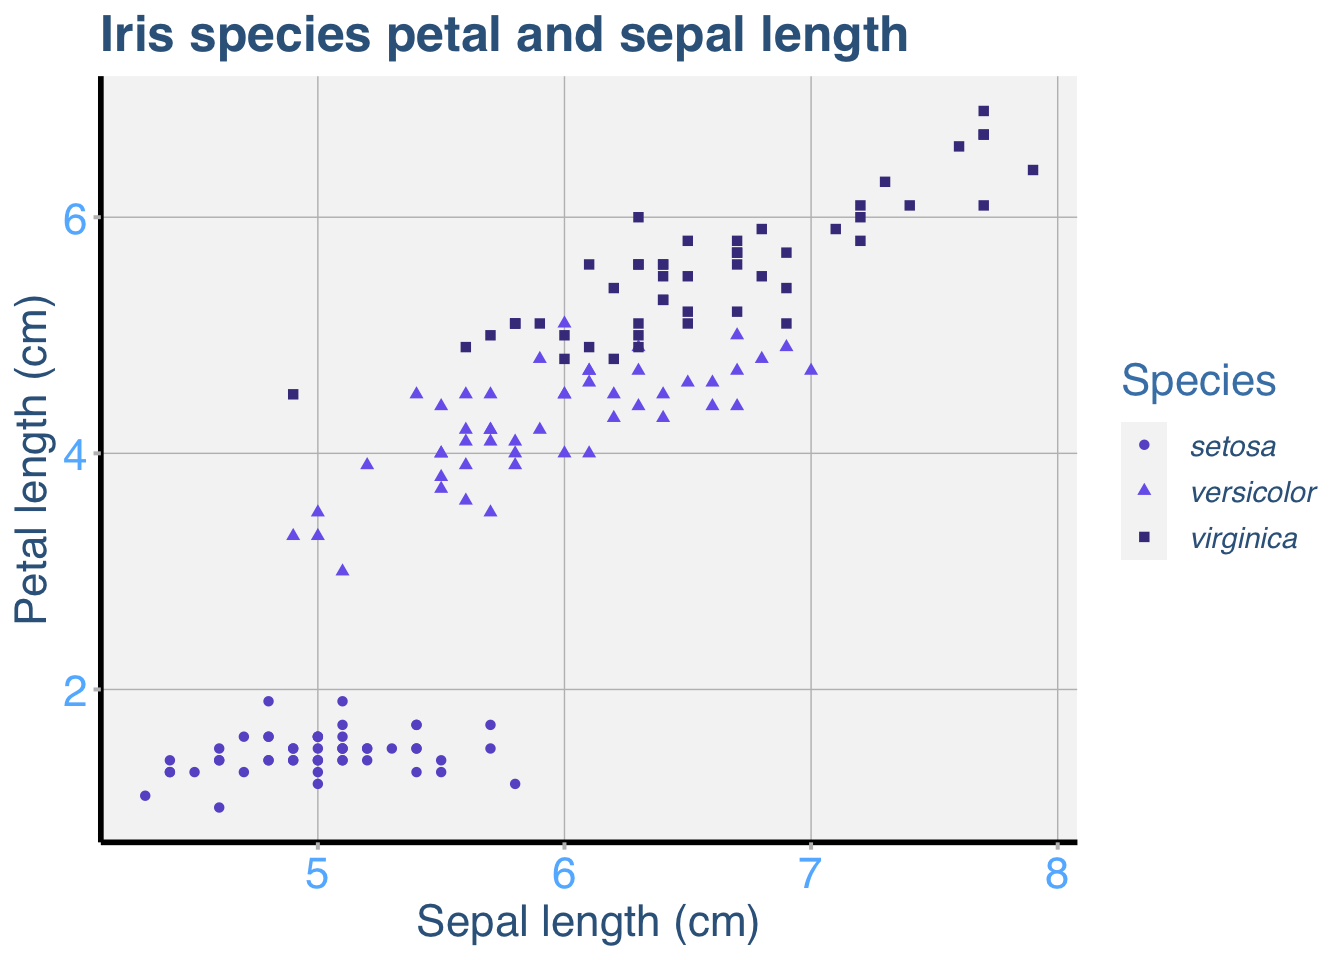 Iris species petal and sepal length
Petal length (cm)
6
4
2
5 6 7 8
Sepal length (cm)
Species
setosa
versicolor
virginica